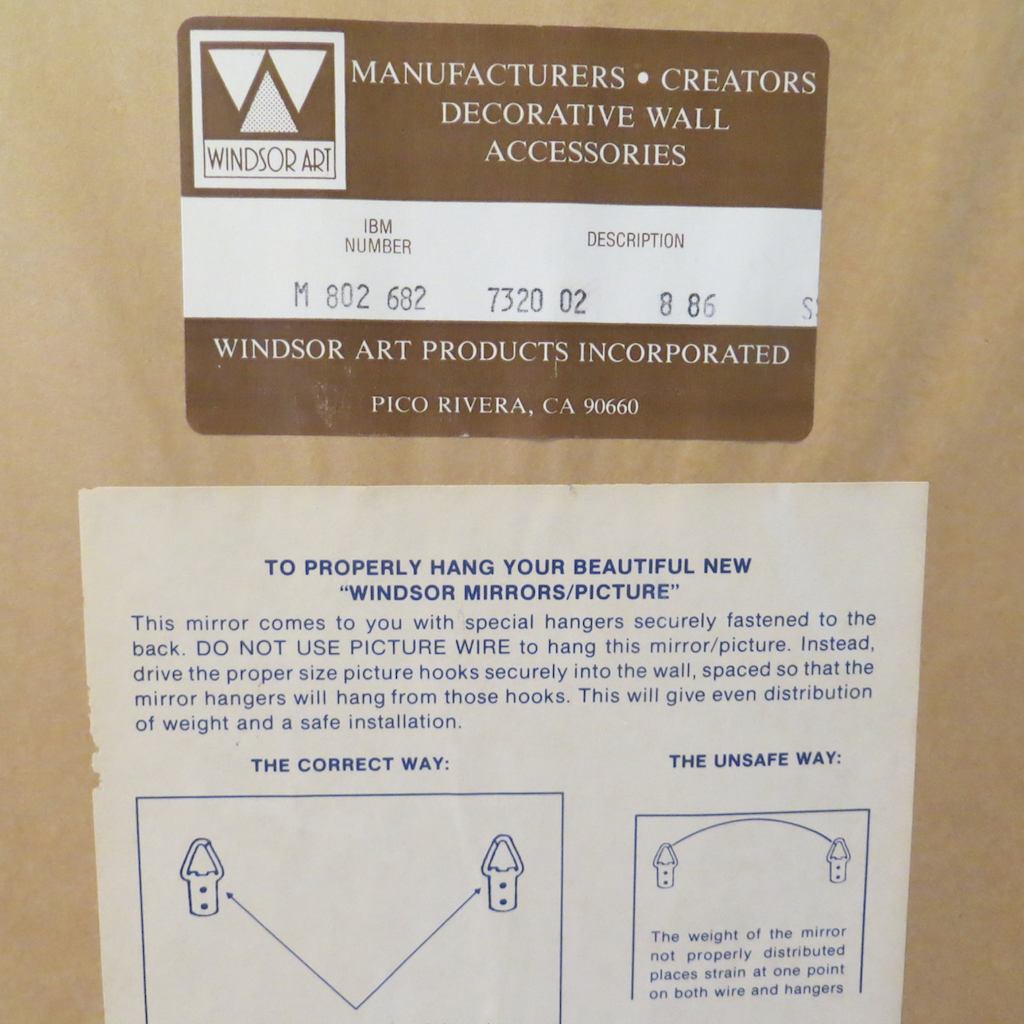 WINDSOR ART
MANUFACTURERS • CREATORS
DECORATIVE WALL
ACCESSORIES
IBM
NUMBER
DESCRIPTION
M 802 682 7320 02 8 86
WINDSOR ART PRODUCTS INCORPORATED
PICO RIVERA, CA 90660
TO PROPERLY HANG YOUR BEAUTIFUL NEW
“WINDSOR MIRRORS/PICTURE”
This mirror comes to you with special hangers securely fastened to the
back. DO NOT USE PICTURE WIRE to hang this mirror/picture. Instead,
drive the proper size picture hooks securely into the wall, spaced so that the
mirror hangers will hang from those hooks. This will give even distribution
of weight and a safe installation.
THE CORRECT WAY:
THE UNSAFE WAY:
The weight of the mirror
not properly distributed
places strain at one point
on both wire and hangers